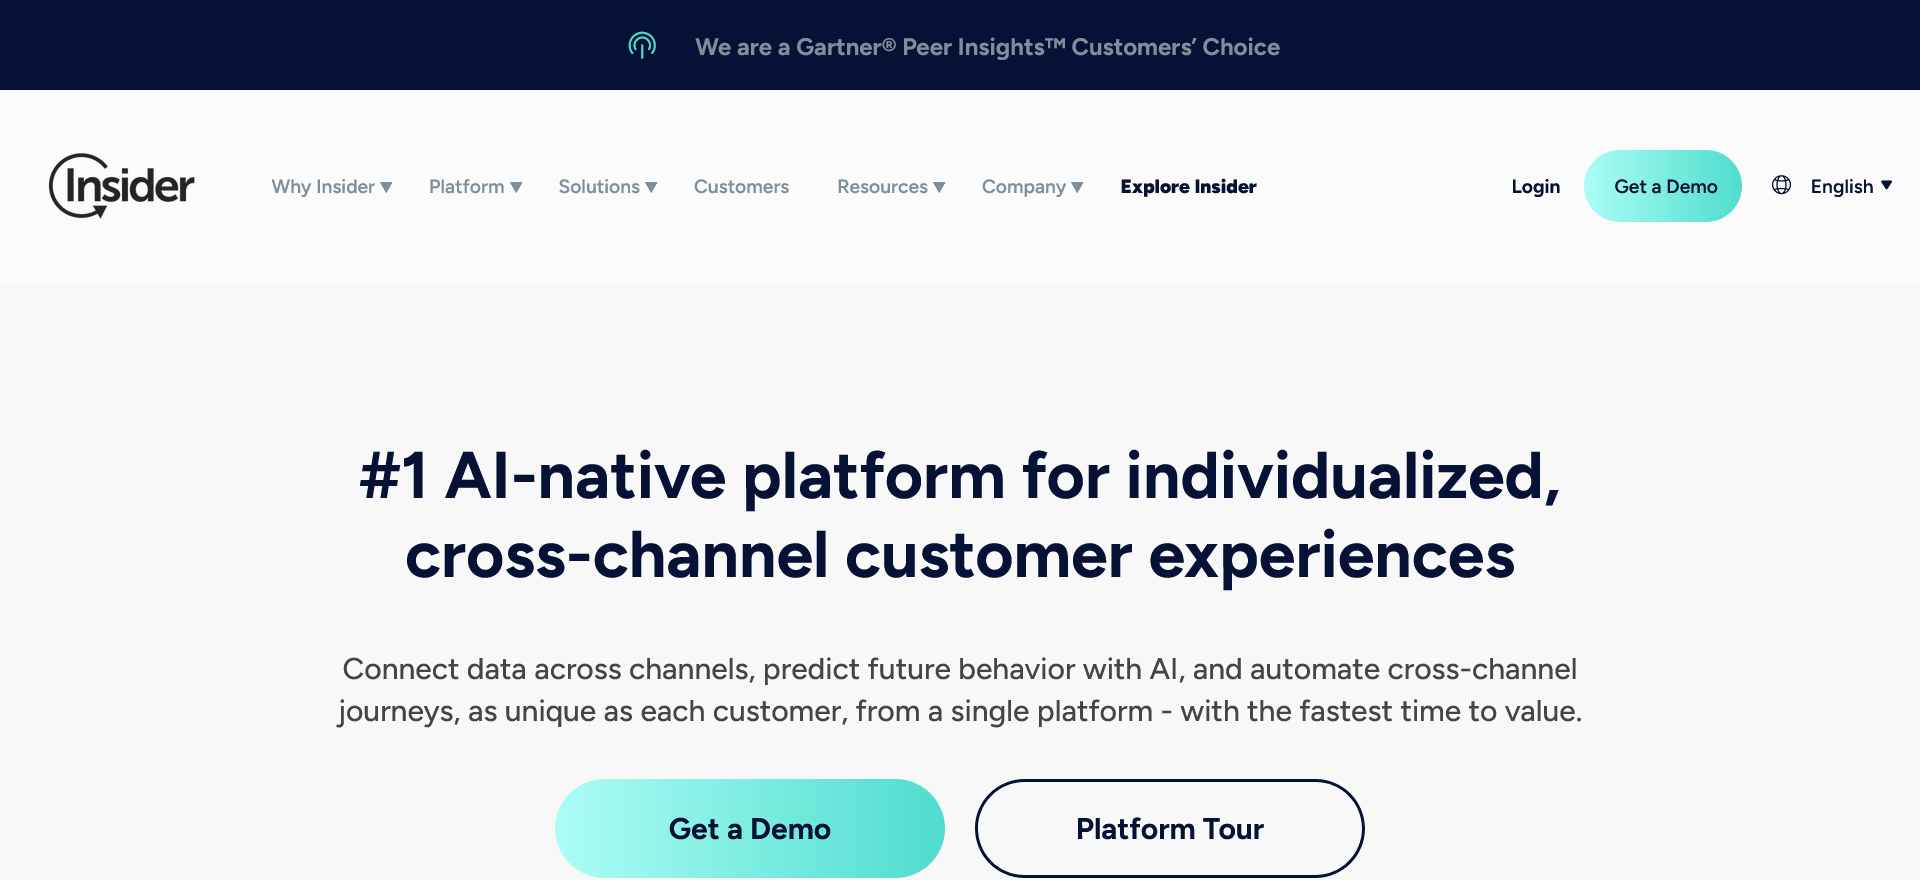 We are a Gartner® Peer Insights™ Customers’ Choice
Insider
Why Insider
Platform
Solutions
Customers
Resources
Company
Explore Insider
Login
Get a Demo
English
#1 AI-native platform for individualized,
cross-channel customer experiences
Connect data across channels, predict future behavior with AI, and automate cross-channel
journeys, as unique as each customer, from a single platform - with the fastest time to value.
Get a Demo
Platform Tour